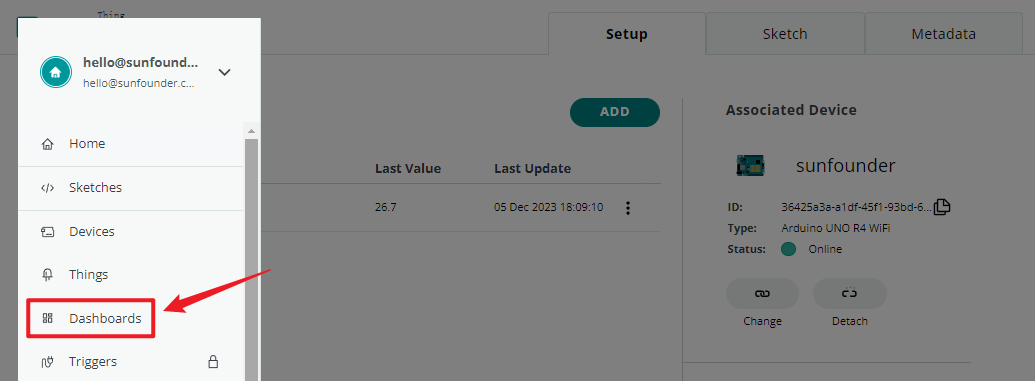 Thing
Setup
Sketch
Metadata
hello@sunfound...
hello@sunfounder.c...
Home
Sketches
Devices
Things
Dashboards
Triggers
ADD
Last Value
Last Update
26.7
05 Dec 2023 18:09:10
Associated Device
sunfounder
ID: 36425a3a-a1df-45f1-93bd-6...
Type: Arduino UNO R4 WiFi
Status: Online
Change
Detach